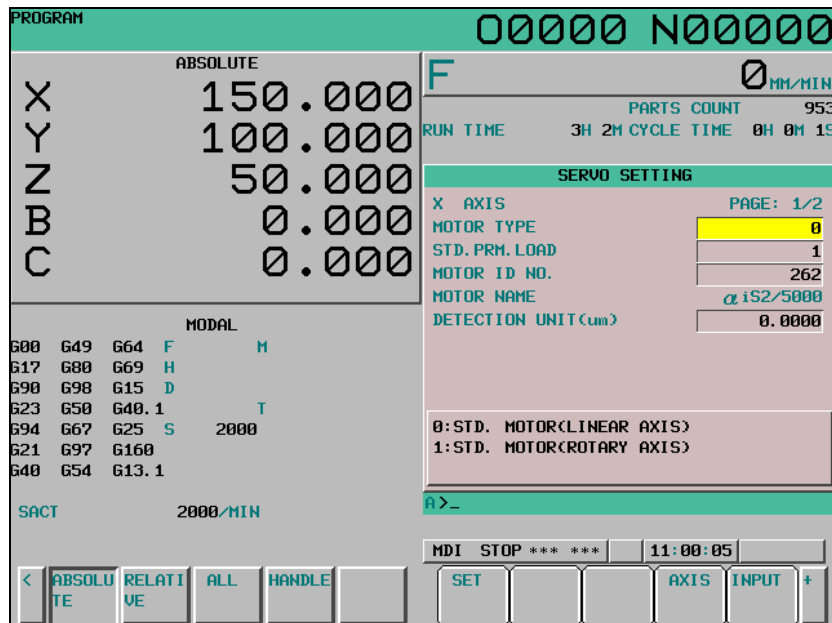 PROGRAM
O0000 N00000
ABSOLUTE
X 150.000
Y 100.000
Z 50.000
B 0.000
C 0.000
F 0 MM/MIN
PARTS COUNT 953
RUN TIME 3H 2M CYCLE TIME 0H 0M 1S
SERVO SETTING
X AXIS PAGE: 1/2
MOTOR TYPE 0
STD.PRM.LOAD 1
MOTOR ID NO. 262
MOTOR NAME αiS2/5000
DETECTION UNIT(um) 0.0000
0:STD. MOTOR(LINEAR AXIS)
1:STD. MOTOR(ROTARY AXIS)
MODAL
G00 G49 G64 F M
G17 G80 G69 H
G90 G98 G15 D
G23 G50 G40.1 T
G94 G67 G25 S 2000
G21 G97 G160
G40 G54 G13.1
SACT 2000/MIN
A>_
MDI STOP *** *** 11:00:05
< ABSOLUTE RELATIVE ALL HANDLE
SET AXIS INPUT +